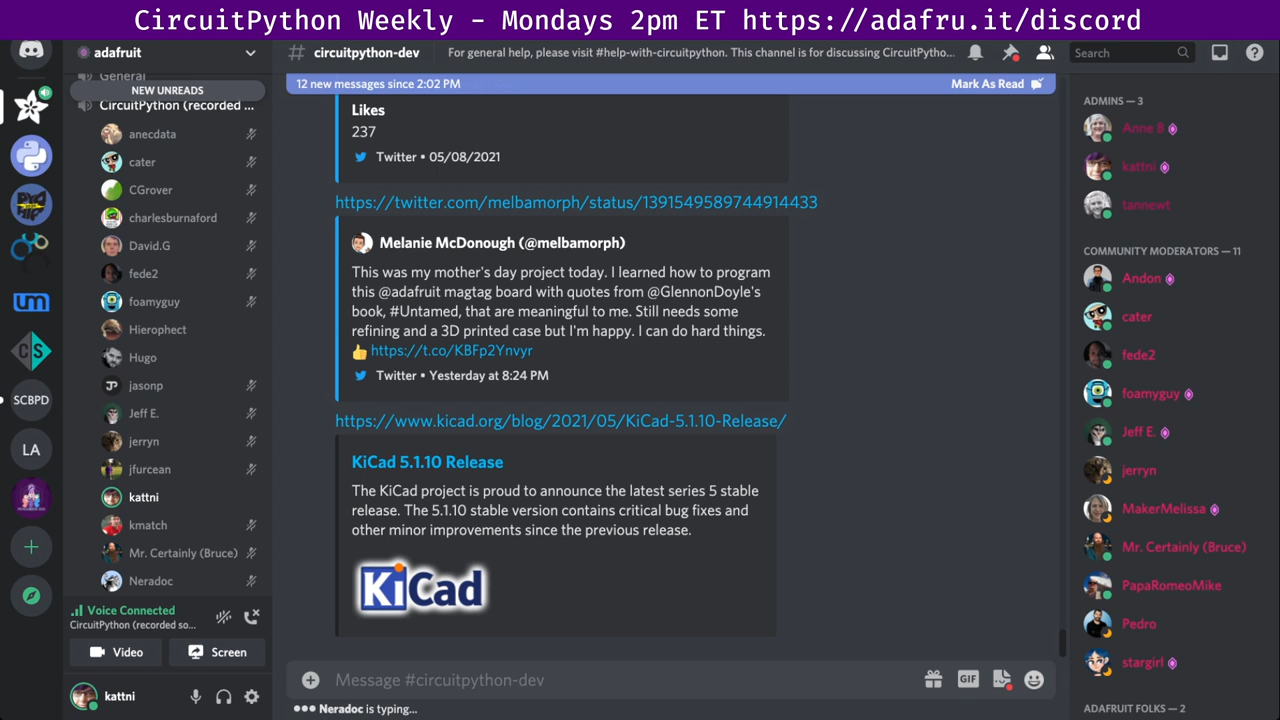 CircuitPython Weekly - Mondays 2pm ET https://adafru.it/discord
adafruit
General
NEW UNREADS
CircuitPython (recorded ...
anecdata
cater
CGrover
charlesburnaford
David.G
fede2
foamyguy
Hierophect
Hugo
jasonp
Jeff E.
jerryn
jfurcean
kattni
kmatch
Mr. Certainly (Bruce)
Neradoc
Voice Connected
CircuitPython (recorded so...
Video
Screen
kattni
UM
CS
SCBPD
LA
# circuitpython-dev
For general help, please visit #help-with-circuitpython. This channel is for discussing CircuitPytho...
Search
12 new messages since 2:02 PM
Mark As Read
Likes
237
Twitter • 05/08/2021
https://twitter.com/melbamorph/status/1391549589744914433
Melanie McDonough (@melbamorph)
This was my mother's day project today. I learned how to program
this @adafruit magtag board with quotes from @GlennonDoyle's
book, #Untamed, that are meaningful to me. Still needs some
refining and a 3D printed case but I'm happy. I can do hard things.
👍 https://t.co/KBFp2Ynvyr
Twitter • Yesterday at 8:24 PM
https://www.kicad.org/blog/2021/05/KiCad-5.1.10-Release/
KiCad 5.1.10 Release
The KiCad project is proud to announce the latest series 5 stable
release. The 5.1.10 stable version contains critical bug fixes and
other minor improvements since the previous release.
KiCad
Message #circuitpython-dev
GIF
Neradoc is typing...
ADMINS — 3
Anne B
kattni
tannewt
COMMUNITY MODERATORS — 11
Andon
cater
fede2
foamyguy
Jeff E.
jerryn
MakerMelissa
Mr. Certainly (Bruce)
PapaRomeoMike
Pedro
stargirl
ADAFRUIT FOLKS — 2